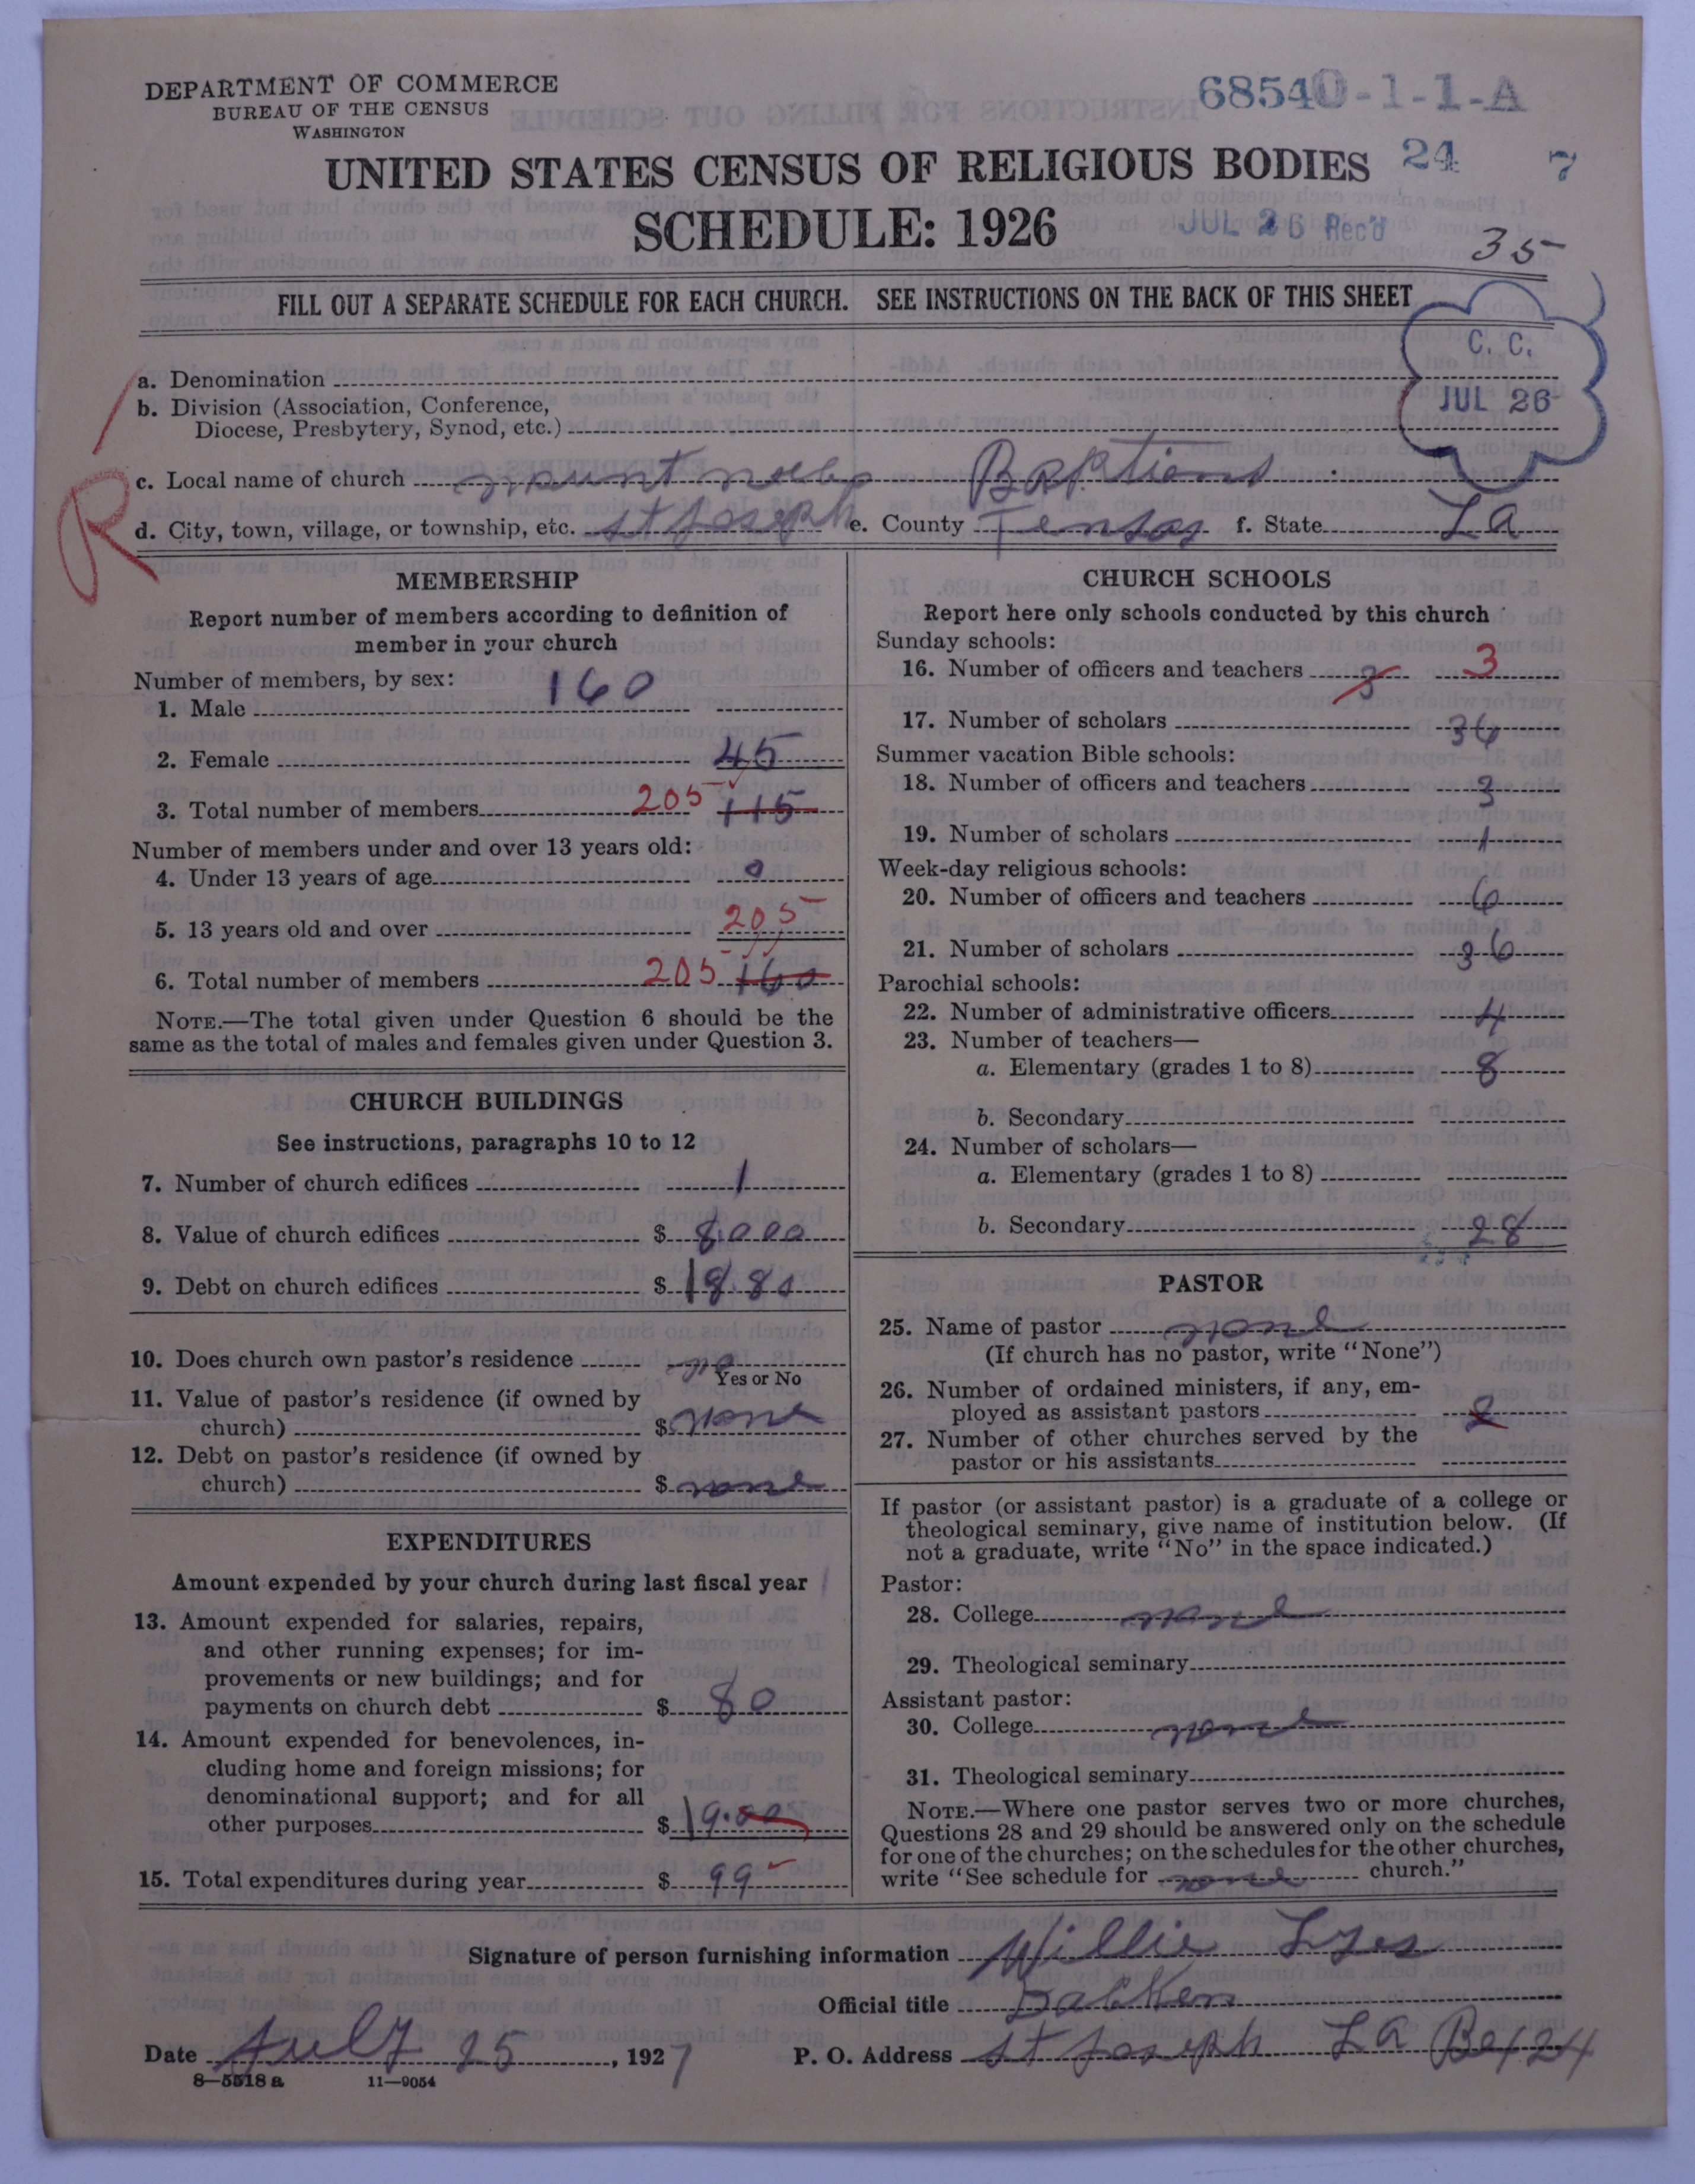 DEPARTMENT OF COMMERCE
BUREAU OF THE CENSUS
WASHINGTON
68540-1-1-A
UNITED STATES CENSUS OF RELIGIOUS BODIES 24 7
SCHEDULE: 1926
JUL 26 Rec'd
35
FILL OUT A SEPARATE SCHEDULE FOR EACH CHURCH. SEE INSTRUCTIONS ON THE BACK OF THIS SHEET
C. C.
JUL 26
R
a. Denomination
b. Division (Association, Conference,
Diocese, Presbytery, Synod, etc.)
c. Local name of church mount Baptions
d. City, town, village, or township, etc. st Joseph e. County Tensas f. State La
MEMBERSHIP
Report number of members according to definition of
member in your church
Number of members, by sex:
1. Male 160
2. Female 45
3. Total number of members 205 115
Number of members under and over 13 years old:
4. Under 13 years of age 0
5. 13 years old and over 205
6. Total number of members 205 160
NOTE.—The total given under Question 6 should be the
same as the total of males and females given under Question 3.
CHURCH BUILDINGS
See instructions, paragraphs 10 to 12
7. Number of church edifices 1
8. Value of church edifices $ 8000
9. Debt on church edifices $ 18.80
10. Does church own pastor's residence no
Yes or No
11. Value of pastor's residence (if owned by
church) $ none
12. Debt on pastor's residence (if owned by
church) $ none
EXPENDITURES
Amount expended by your church during last fiscal year
13. Amount expended for salaries, repairs,
and other running expenses; for im-
provements or new buildings; and for
payments on church debt $ 80
14. Amount expended for benevolences, in-
cluding home and foreign missions; for
denominational support; and for all
other purposes $ 19.00
15. Total expenditures during year $ 99
CHURCH SCHOOLS
Report here only schools conducted by this church
Sunday schools:
16. Number of officers and teachers 3 3
17. Number of scholars 36
Summer vacation Bible schools:
18. Number of officers and teachers 3
19. Number of scholars 1
Week-day religious schools:
20. Number of officers and teachers 6
21. Number of scholars 36
Parochial schools:
22. Number of administrative officers 4
23. Number of teachers—
a. Elementary (grades 1 to 8) 8
b. Secondary
24. Number of scholars—
a. Elementary (grades 1 to 8)
b. Secondary 28
PASTOR
25. Name of pastor none
(If church has no pastor, write "None")
26. Number of ordained ministers, if any, em-
ployed as assistant pastors 2
27. Number of other churches served by the
pastor or his assistants
If pastor (or assistant pastor) is a graduate of a college or
theological seminary, give name of institution below. (If
not a graduate, write "No" in the space indicated.)
Pastor:
28. College none
29. Theological seminary
Assistant pastor:
30. College none
31. Theological seminary
NOTE.—Where one pastor serves two or more churches,
Questions 28 and 29 should be answered only on the schedule
for one of the churches; on the schedules for the other churches,
write "See schedule for none church."
Signature of person furnishing information Willie Lyes
Official title Dacken
Date July 25, 1927 P. O. Address st Joseph La Box 24
8—5518 a 11—9054